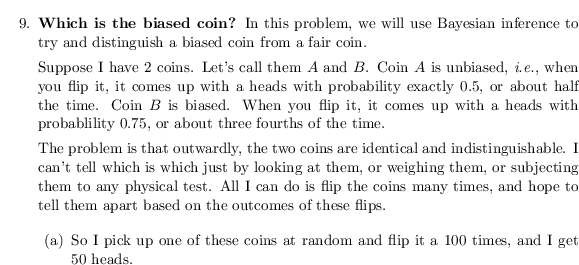 9. Which is the biased coin? In this problem, we will use Bayesian inference to
try and distinguish a biased coin from a fair coin.
Suppose I have 2 coins. Let's call them A and B. Coin A is unbiased, i.e., when
you flip it, it comes up with a heads with probability exactly 0.5, or about half
the time. Coin B is biased. When you flip it, it comes up with a heads with
probablility 0.75, or about three fourths of the time.
The problem is that outwardly, the two coins are identical and indistinguishable. I
can't tell which is which just by looking at them, or weighing them, or subjecting
them to any physical test. All I can do is flip the coins many times, and hope to
tell them apart based on the outcomes of these flips.
(a) So I pick up one of these coins at random and flip it a 100 times, and I get
50 heads.